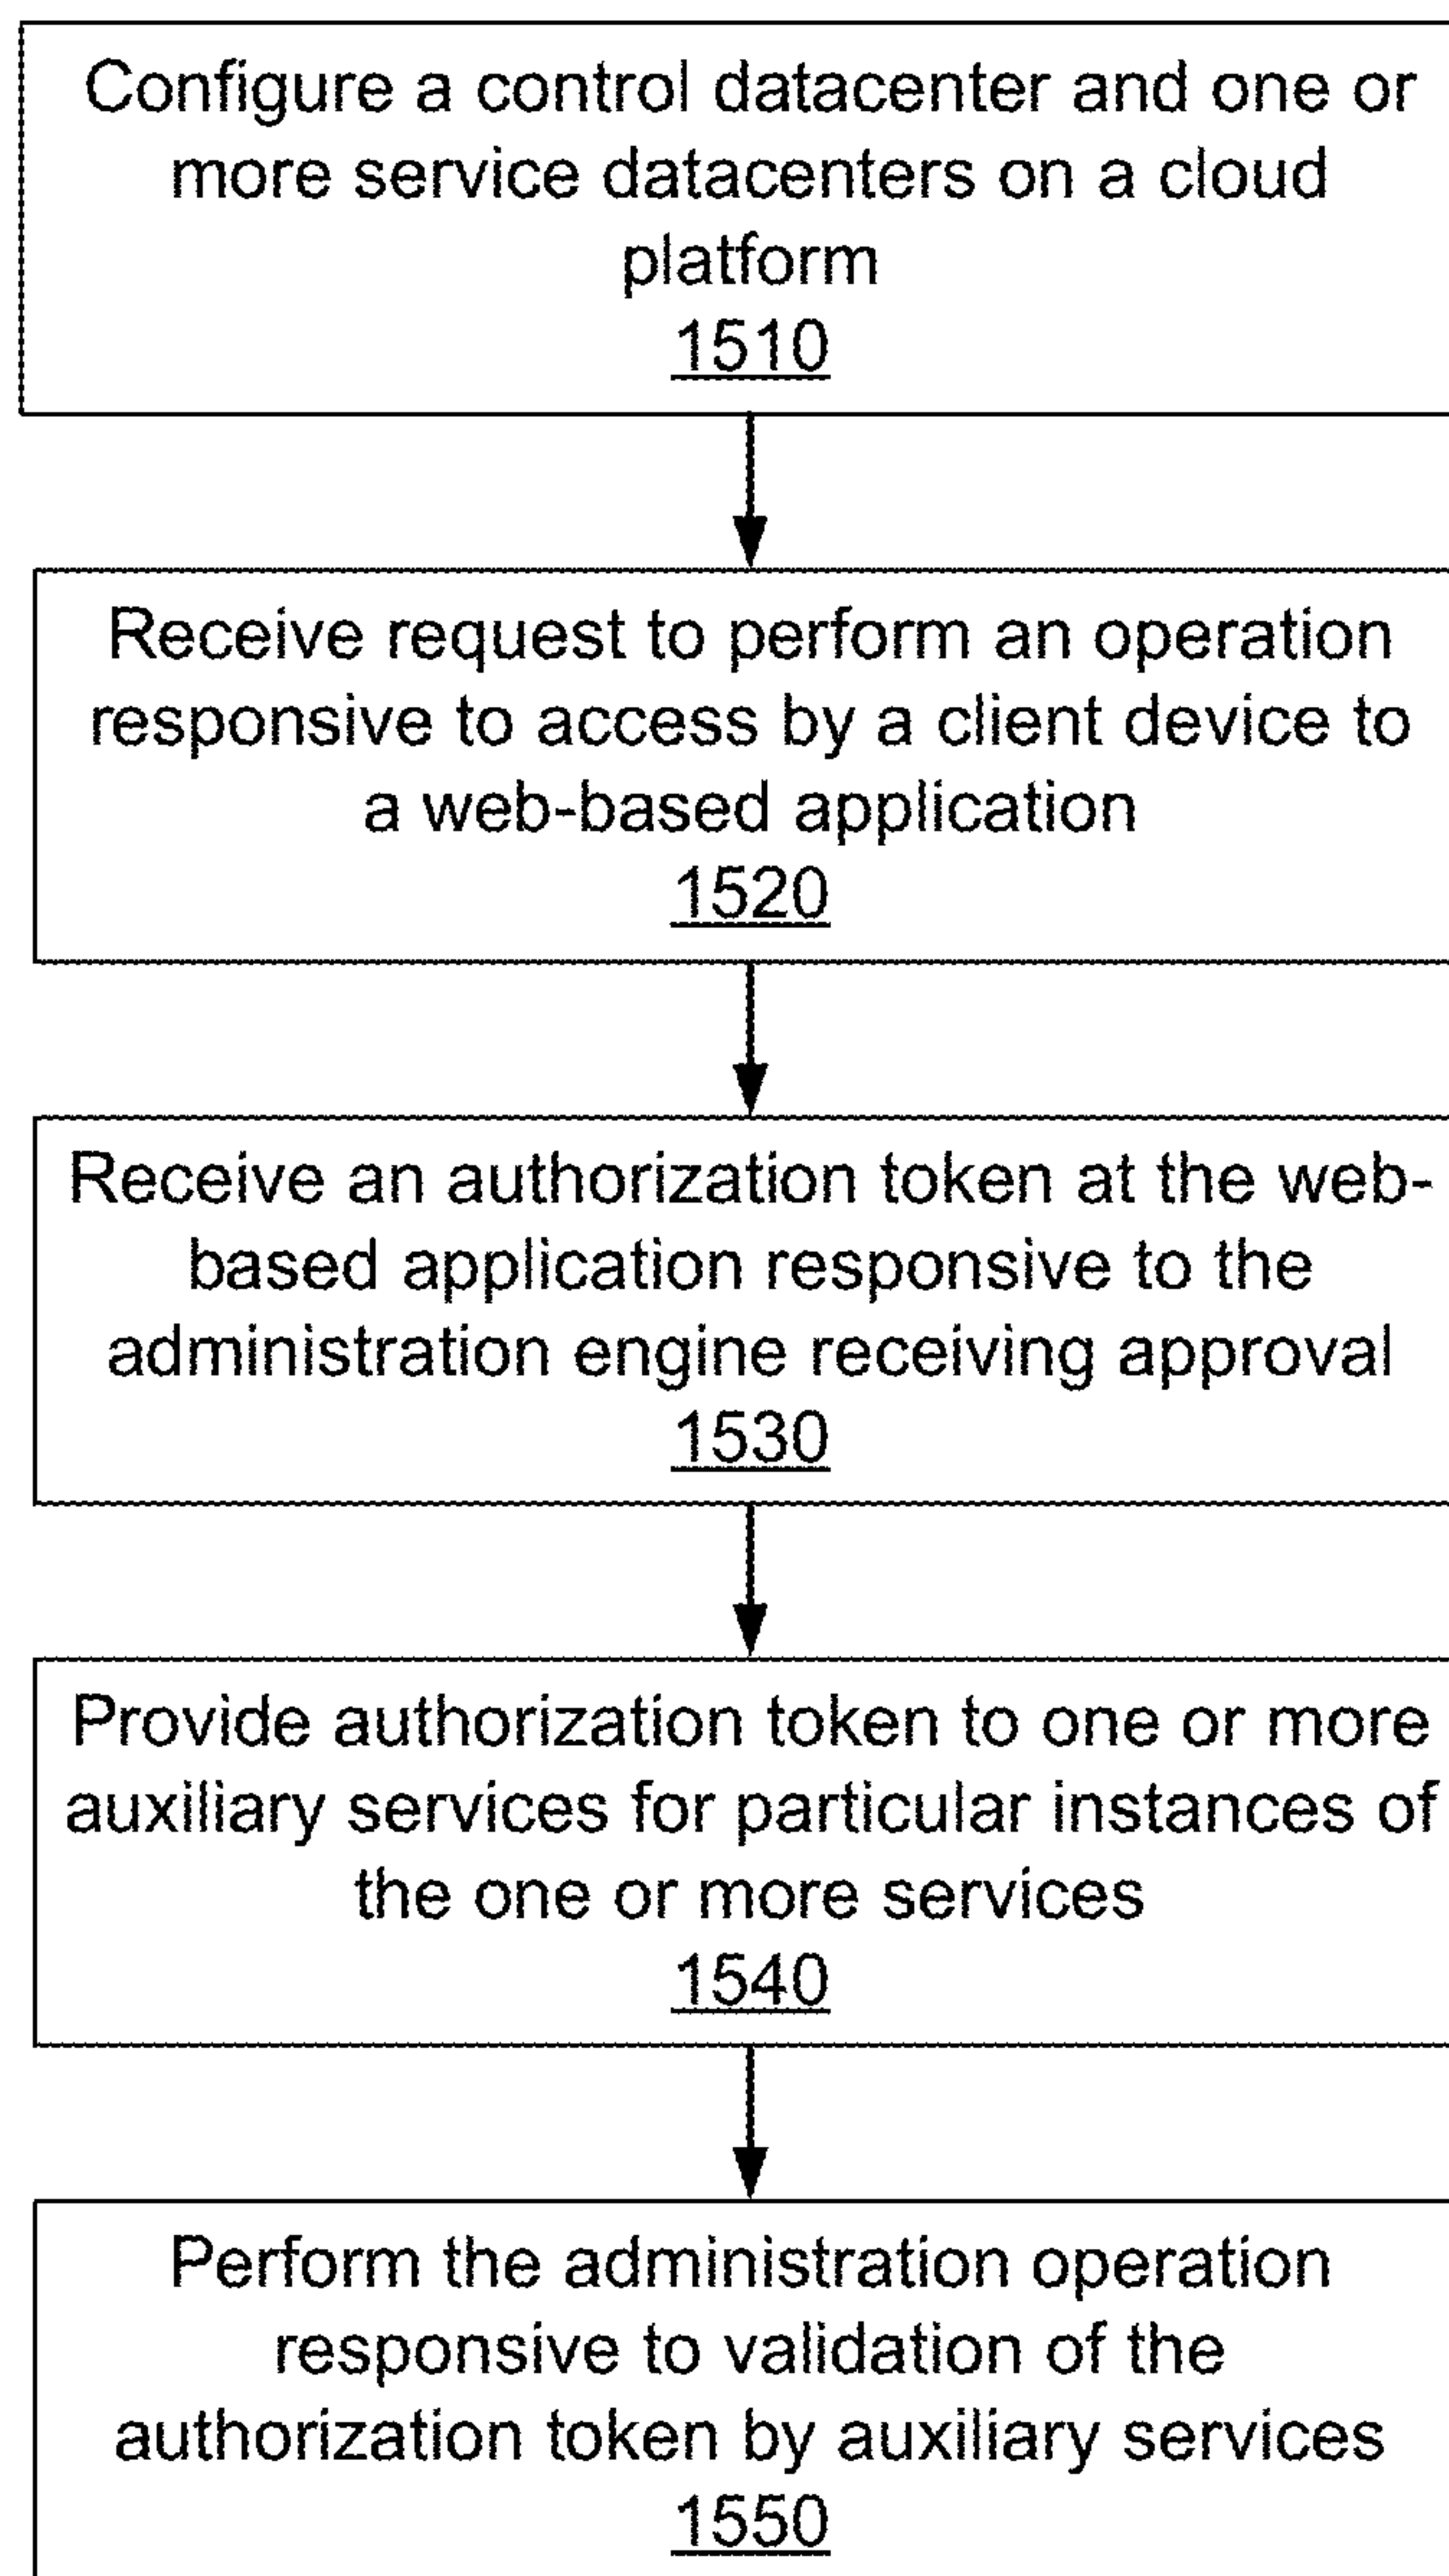 Configure a control datacenter and one or
more service datacenters on a cloud
platform
1510
Receive request to perform an operation
responsive to access by a client device to
a web-based application
1520
Receive an authorization token at the web-
based application responsive to the
administration engine receiving approval
1530
Provide authorization token to one or more
auxiliary services for particular instances of
the one or more services
1540
Perform the administration operation
responsive to validation of the
authorization token by auxiliary services
1550